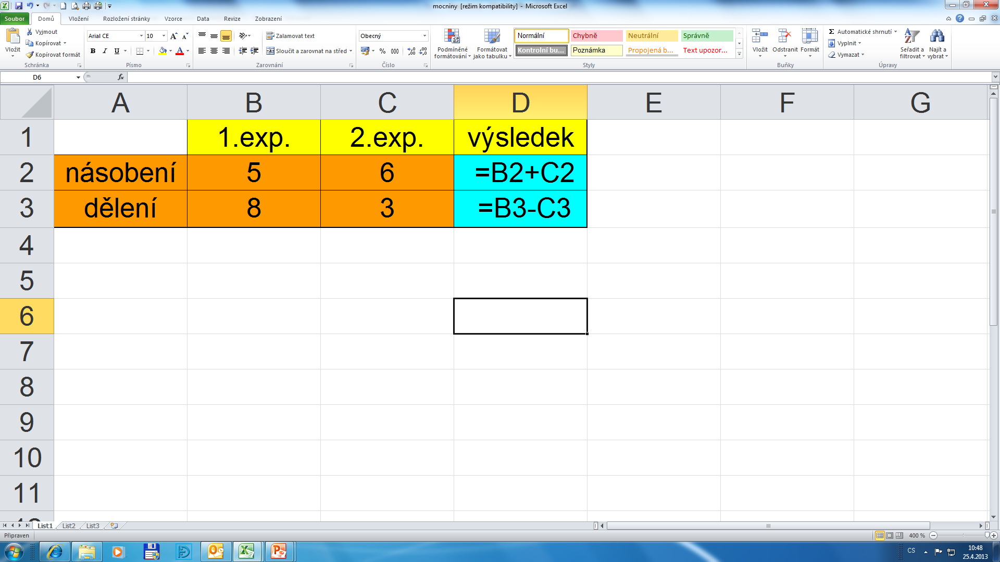 mocniny [režim kompatibility] - Microsoft Excel
Soubor Domů Vložení Rozložení stránky Vzorce Data Revize Zobrazení
Vložit
Vyjmout
Kopírovat
Kopírovat formát
Schránka
Arial CE 10
B I U A
Písmo
Zalamovat text
Sloučit a zarovnat na střed
Zarovnání
Obecný
% 000
Číslo
Podmíněné formátování
Formátovat jako tabulku
Normální Chybně Neutrální Správně
Kontrolní bu... Poznámka Propojená b... Text upozor...
Styly
Vložit Odstranit Formát
Buňky
Σ Automatické shrnutí
Vyplnit
Vymazat
Seřadit a filtrovat
Najít a vybrat
Úpravy
D6 fx
A B C D E F G
1 1.exp. 2.exp. výsledek
2 násobení 5 6 =B2+C2
3 dělení 8 3 =B3-C3
4
5
6
7
8
9
10
11
12
List1 List2 List3
Připraven 400 %
CS 10:48
25.4.2013